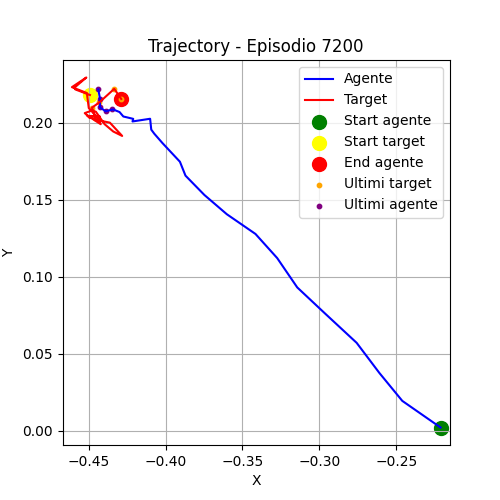 Trajectory - Episodio 7200
Agente
Target
Start agente
Start target
End agente
Ultimi target
Ultimi agente
0.20
0.15
0.10
0.05
0.00
Y
−0.45
−0.40
−0.35
−0.30
−0.25
X